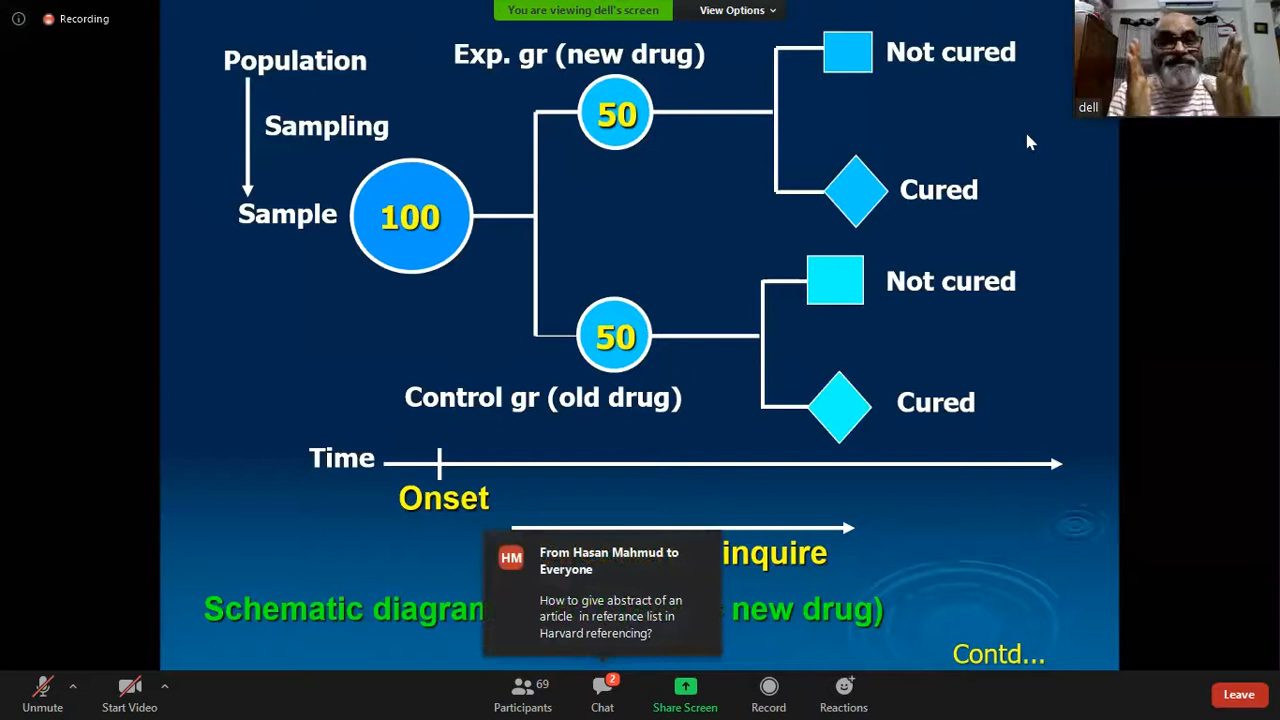 Recording
You are viewing dell's screen
View Options
Population
Exp. gr (new drug)
Not cured
dell
50
Sampling
Sample
100
Cured
Not cured
50
Control gr (old drug)
Cured
Time
Onset
inquire
From Hasan Mahmud to
Everyone
HM
How to give abstract of an
article in referance list in
Harvard referencing?
Schematic diagram
new drug)
Contd...
Unmute
Start Video
69
Participants
2
Chat
Share Screen
Record
Reactions
Leave